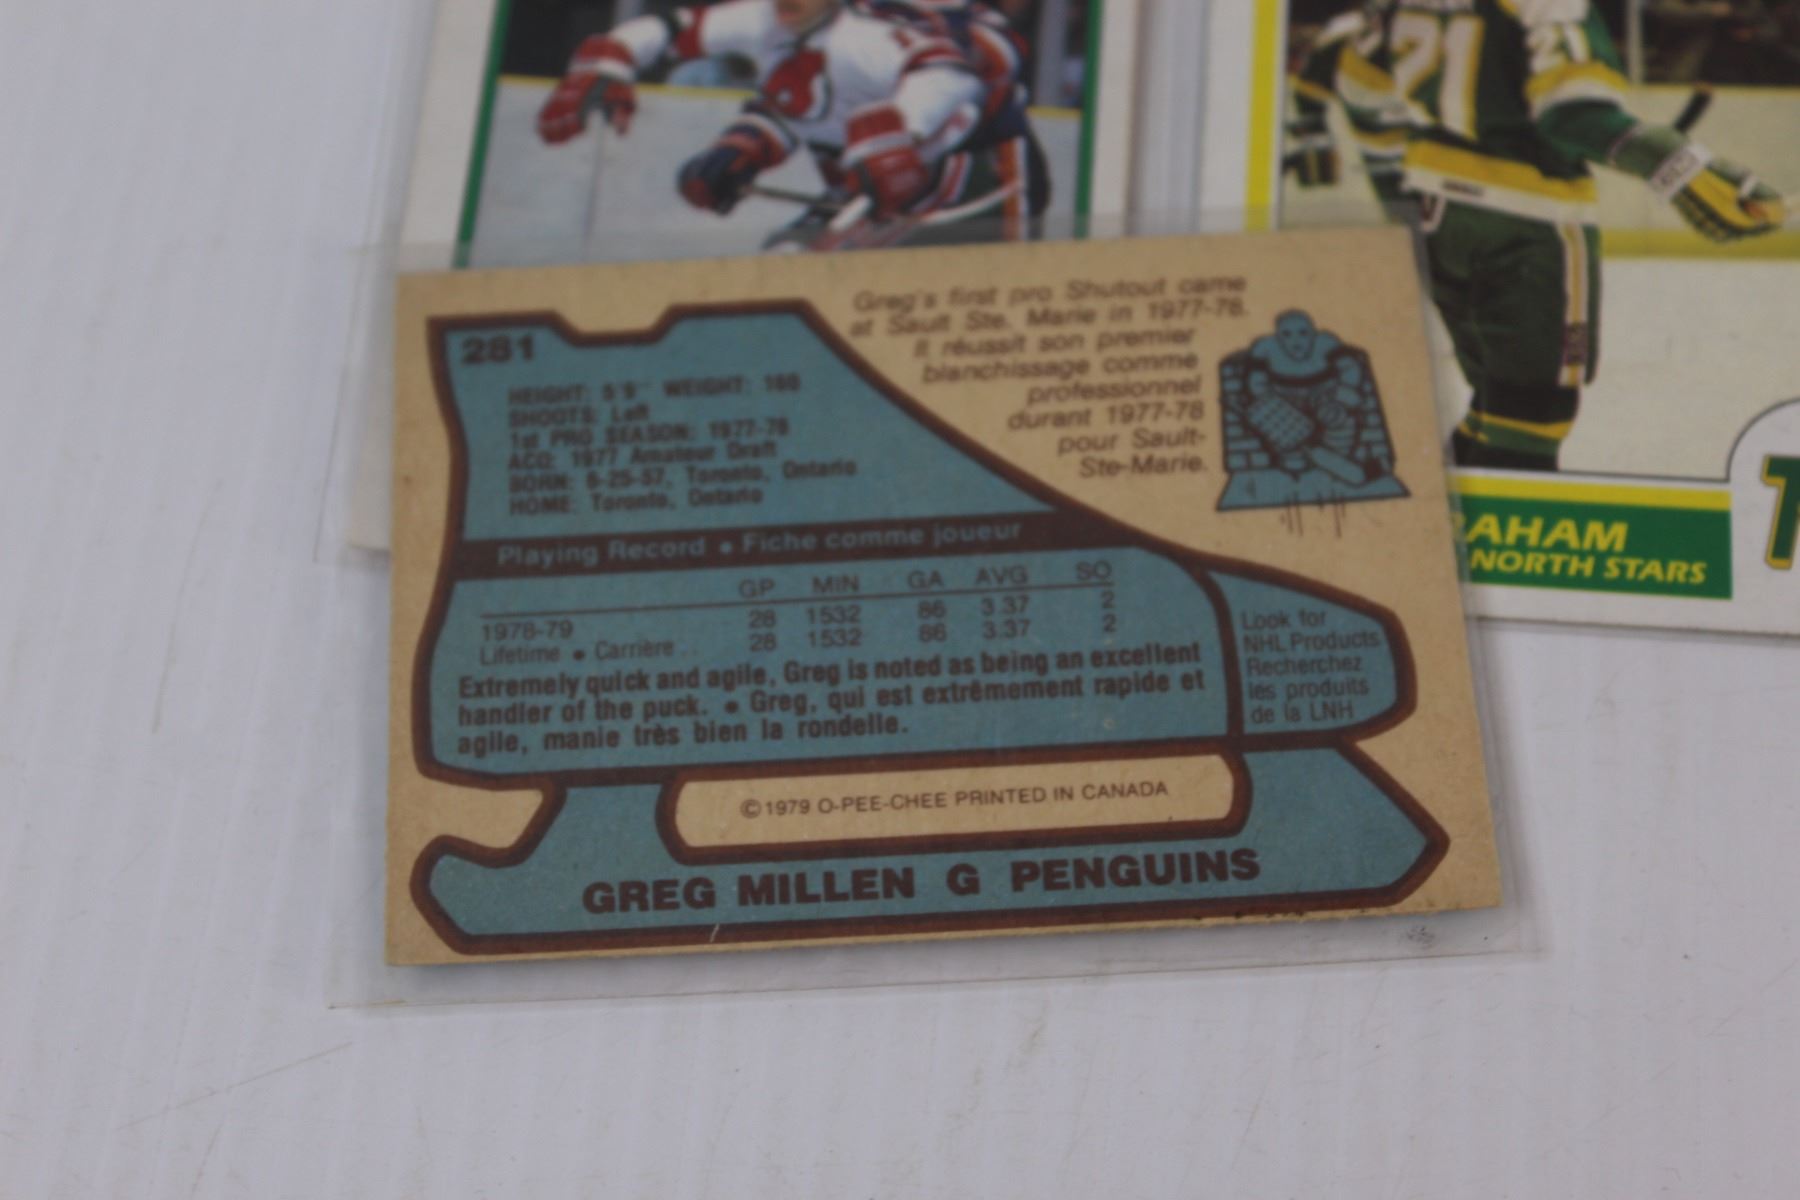 21
21
281
HEIGHT: 5'9" WEIGHT: 160
SHOOTS: Left
1st PRO SEASON: 1977-78
ACQ: 1977 Amateur Draft
BORN: 6-25-57, Toronto, Ontario
HOME: Toronto, Ontario
Greg's first pro Shutout came
at Sault Ste. Marie in 1977-78.
Il réussit son premier
blanchissage comme
professionnel
durant 1977-78
pour Sault-
Ste-Marie.
Playing Record • Fiche comme joueur
GP MIN GA AVG SO
1978-79 28 1532 86 3.37 2
Lifetime • Carrière .. 28 1532 86 3.37 2
Extremely quick and agile, Greg is noted as being an excellent
handler of the puck. • Greg, qui est extrêmement rapide et
agile, manie très bien la rondelle.
Look for
NHL Products
Recherchez
les produits
de la LNH
©1979 O-PEE-CHEE PRINTED IN CANADA
GREG MILLEN G PENGUINS
RAHAM
NORTH STARS